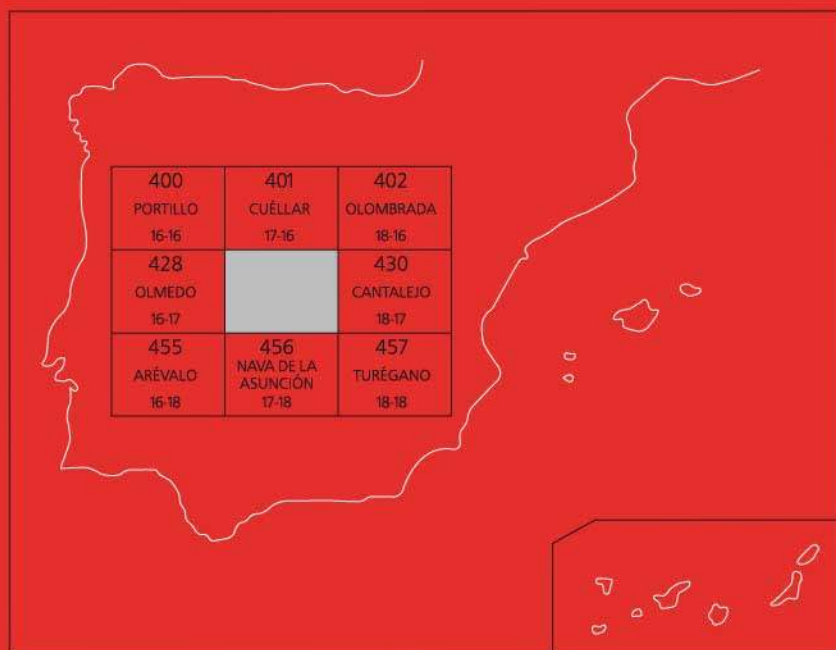 400
PORTILLO
16-16
401
CUÉLLAR
17-16
402
OLOMBRADA
18-16
428
OLMEDO
16-17
430
CANTALEJO
18-17
455
ARÉVALO
16-18
456
NAVA DE LA
ASUNCIÓN
17-18
457
TURÉGANO
18-18